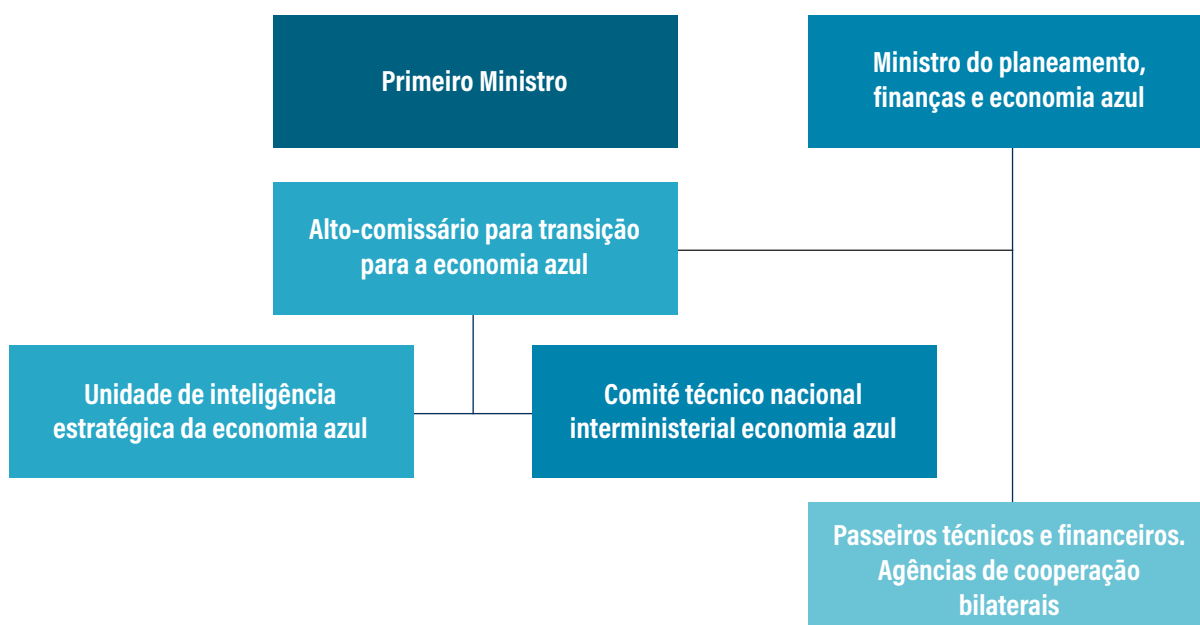 Primeiro Ministro
Ministro do planeamento,
finanças e economia azul
Alto-comissário para transição
para a economia azul
Unidade de inteligência
estratégica da economia azul
Comité técnico nacional
interministerial economia azul
Passeiros técnicos e financeiros.
Agências de cooperação
bilaterais